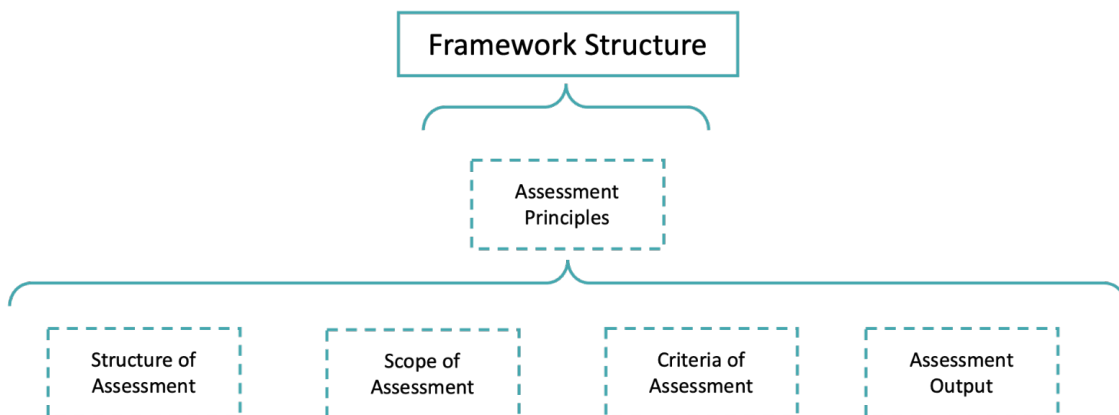 Framework Structure
Assessment
Principles
Structure of
Assessment
Scope of
Assessment
Criteria of
Assessment
Assessment
Output